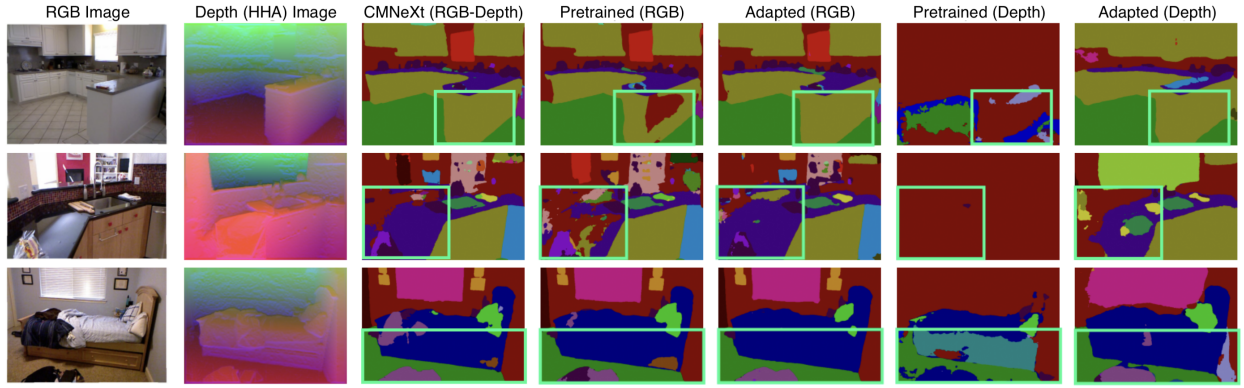 RGB Image
Depth (HHA) Image
CMNeXt (RGB-Depth)
Pretrained (RGB)
Adapted (RGB)
Pretrained (Depth)
Adapted (Depth)